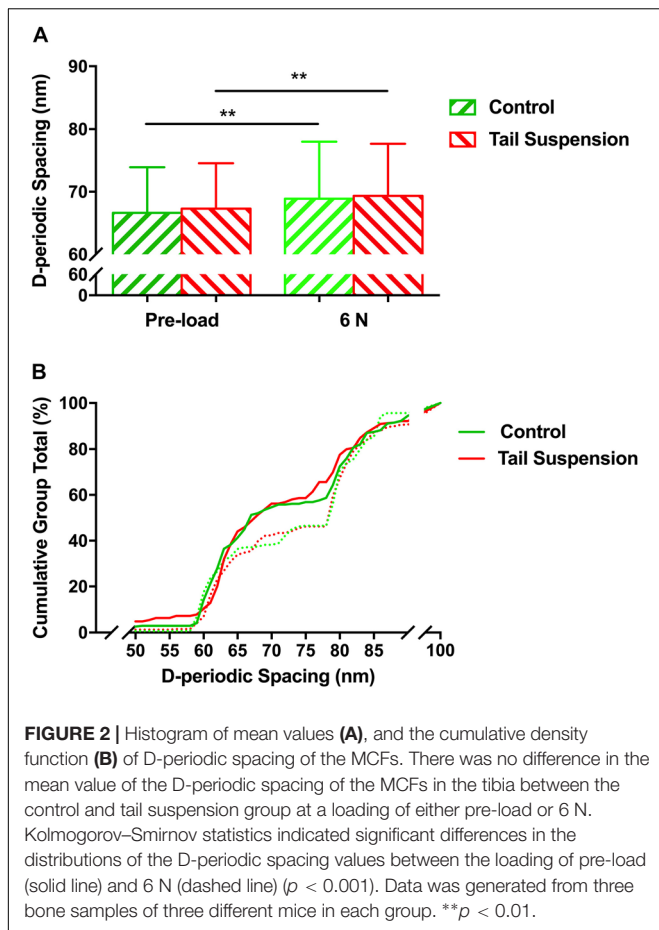 A
**
**
90
80
70
60
60
0
D-periodic Spacing (nm)
Pre-load
6 N
Control
Tail Suspension
B
100
80
60
40
20
0
Cumulative Group Total (%)
50 55 60 65 70 75 80 85 100
D-periodic Spacing (nm)
Control
Tail Suspension
FIGURE 2 | Histogram of mean values (A), and the cumulative density
function (B) of D-periodic spacing of the MCFs. There was no difference in the
mean value of the D-periodic spacing of the MCFs in the tibia between the
control and tail suspension group at a loading of either pre-load or 6 N.
Kolmogorov–Smirnov statistics indicated significant differences in the
distributions of the D-periodic spacing values between the loading of pre-load
(solid line) and 6 N (dashed line) (p < 0.001). Data was generated from three
bone samples of three different mice in each group. **p < 0.01.